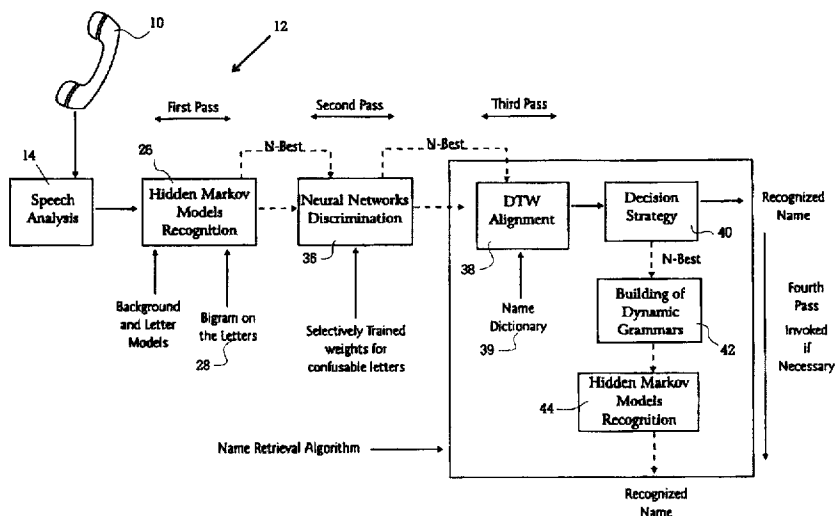 10
12
First Pass
Second Pass
Third Pass
14
26
N-Best
N-Best
Speech
Analysis
Hidden Markov
Models
Recognition
Neural Networks
Discrimination
36
DTW
Alignment
38
Decision
Strategy
40
Recognized
Name
N-Best
Background
and Letter
Models
Bigram on
the Letters
28
Selectively Trained
weights for
confusable letters
Name
Dictionary
39
Building of
Dynamic
Grammars
42
Fourth
Pass
Invoked
if
Necessary
44
Hidden Markov
Models
Recognition
Name Retrieval Algorithm
Recognized
Name